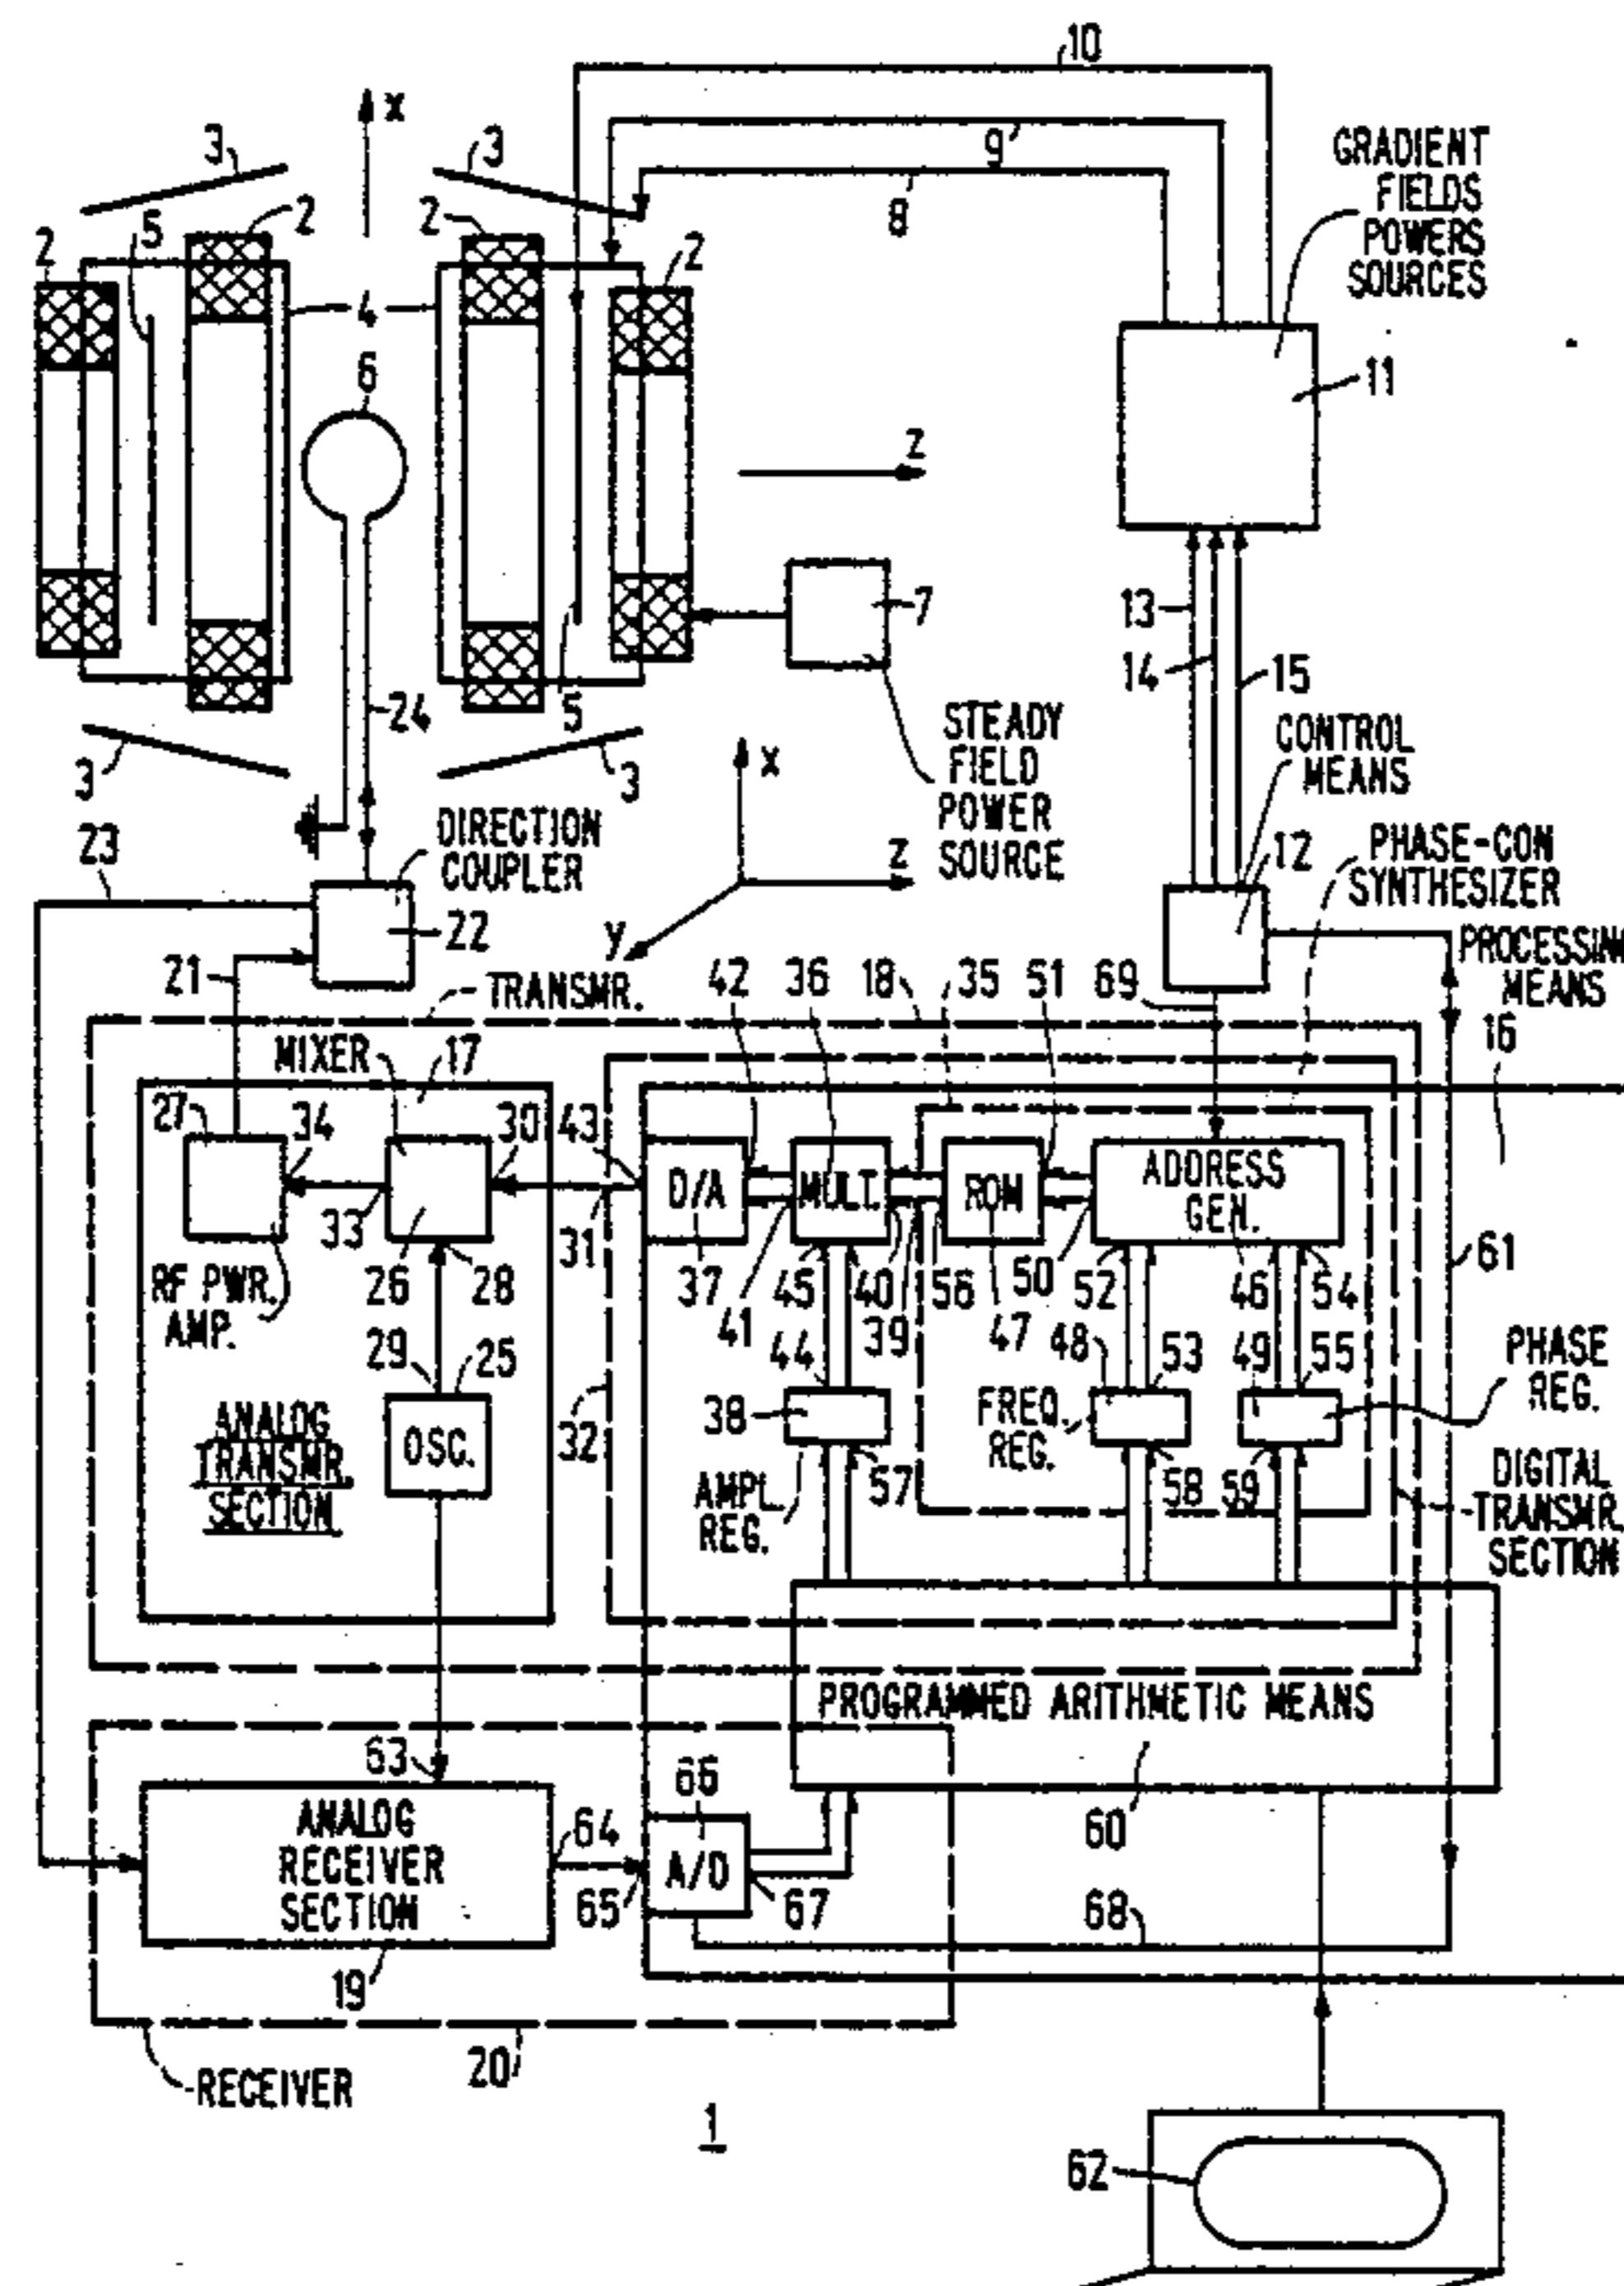 10
x
3
3
9
GRADIENT
FIELDS
POWERS
SOURCES
8
2
5
2
2
2
4
6
11
z
7
13
14
15
24
5
3
3
x
STEADY
FIELD
POWER
SOURCE
CONTROL
MEANS
23
DIRECTION
COUPLER
z
12
PHASE-CON
SYNTHESIZER
22
y
21
PROCESSING
MEANS
TRANSMR.
42
36
18
35
51
69
16
MIXER
17
27
34
30
43
D/A
MULT.
ROM
ADDRESS
GEN.
33
31
61
RF PWR.
AMP.
26
28
37
41
45
40
39
56
47
50
52
46
54
29
25
44
48
53
49
55
PHASE
REG.
ANALOG
TRANSMR.
SECTION
OSC.
32
38
FREQ.
REG.
AMPL.
REG.
57
58
59
DIGITAL
TRANSMR.
SECTION
PROGRAMMED ARITHMETIC MEANS
63
66
60
ANALOG
RECEIVER
SECTION
64
65
A/D
67
68
19
20
RECEIVER
1
62